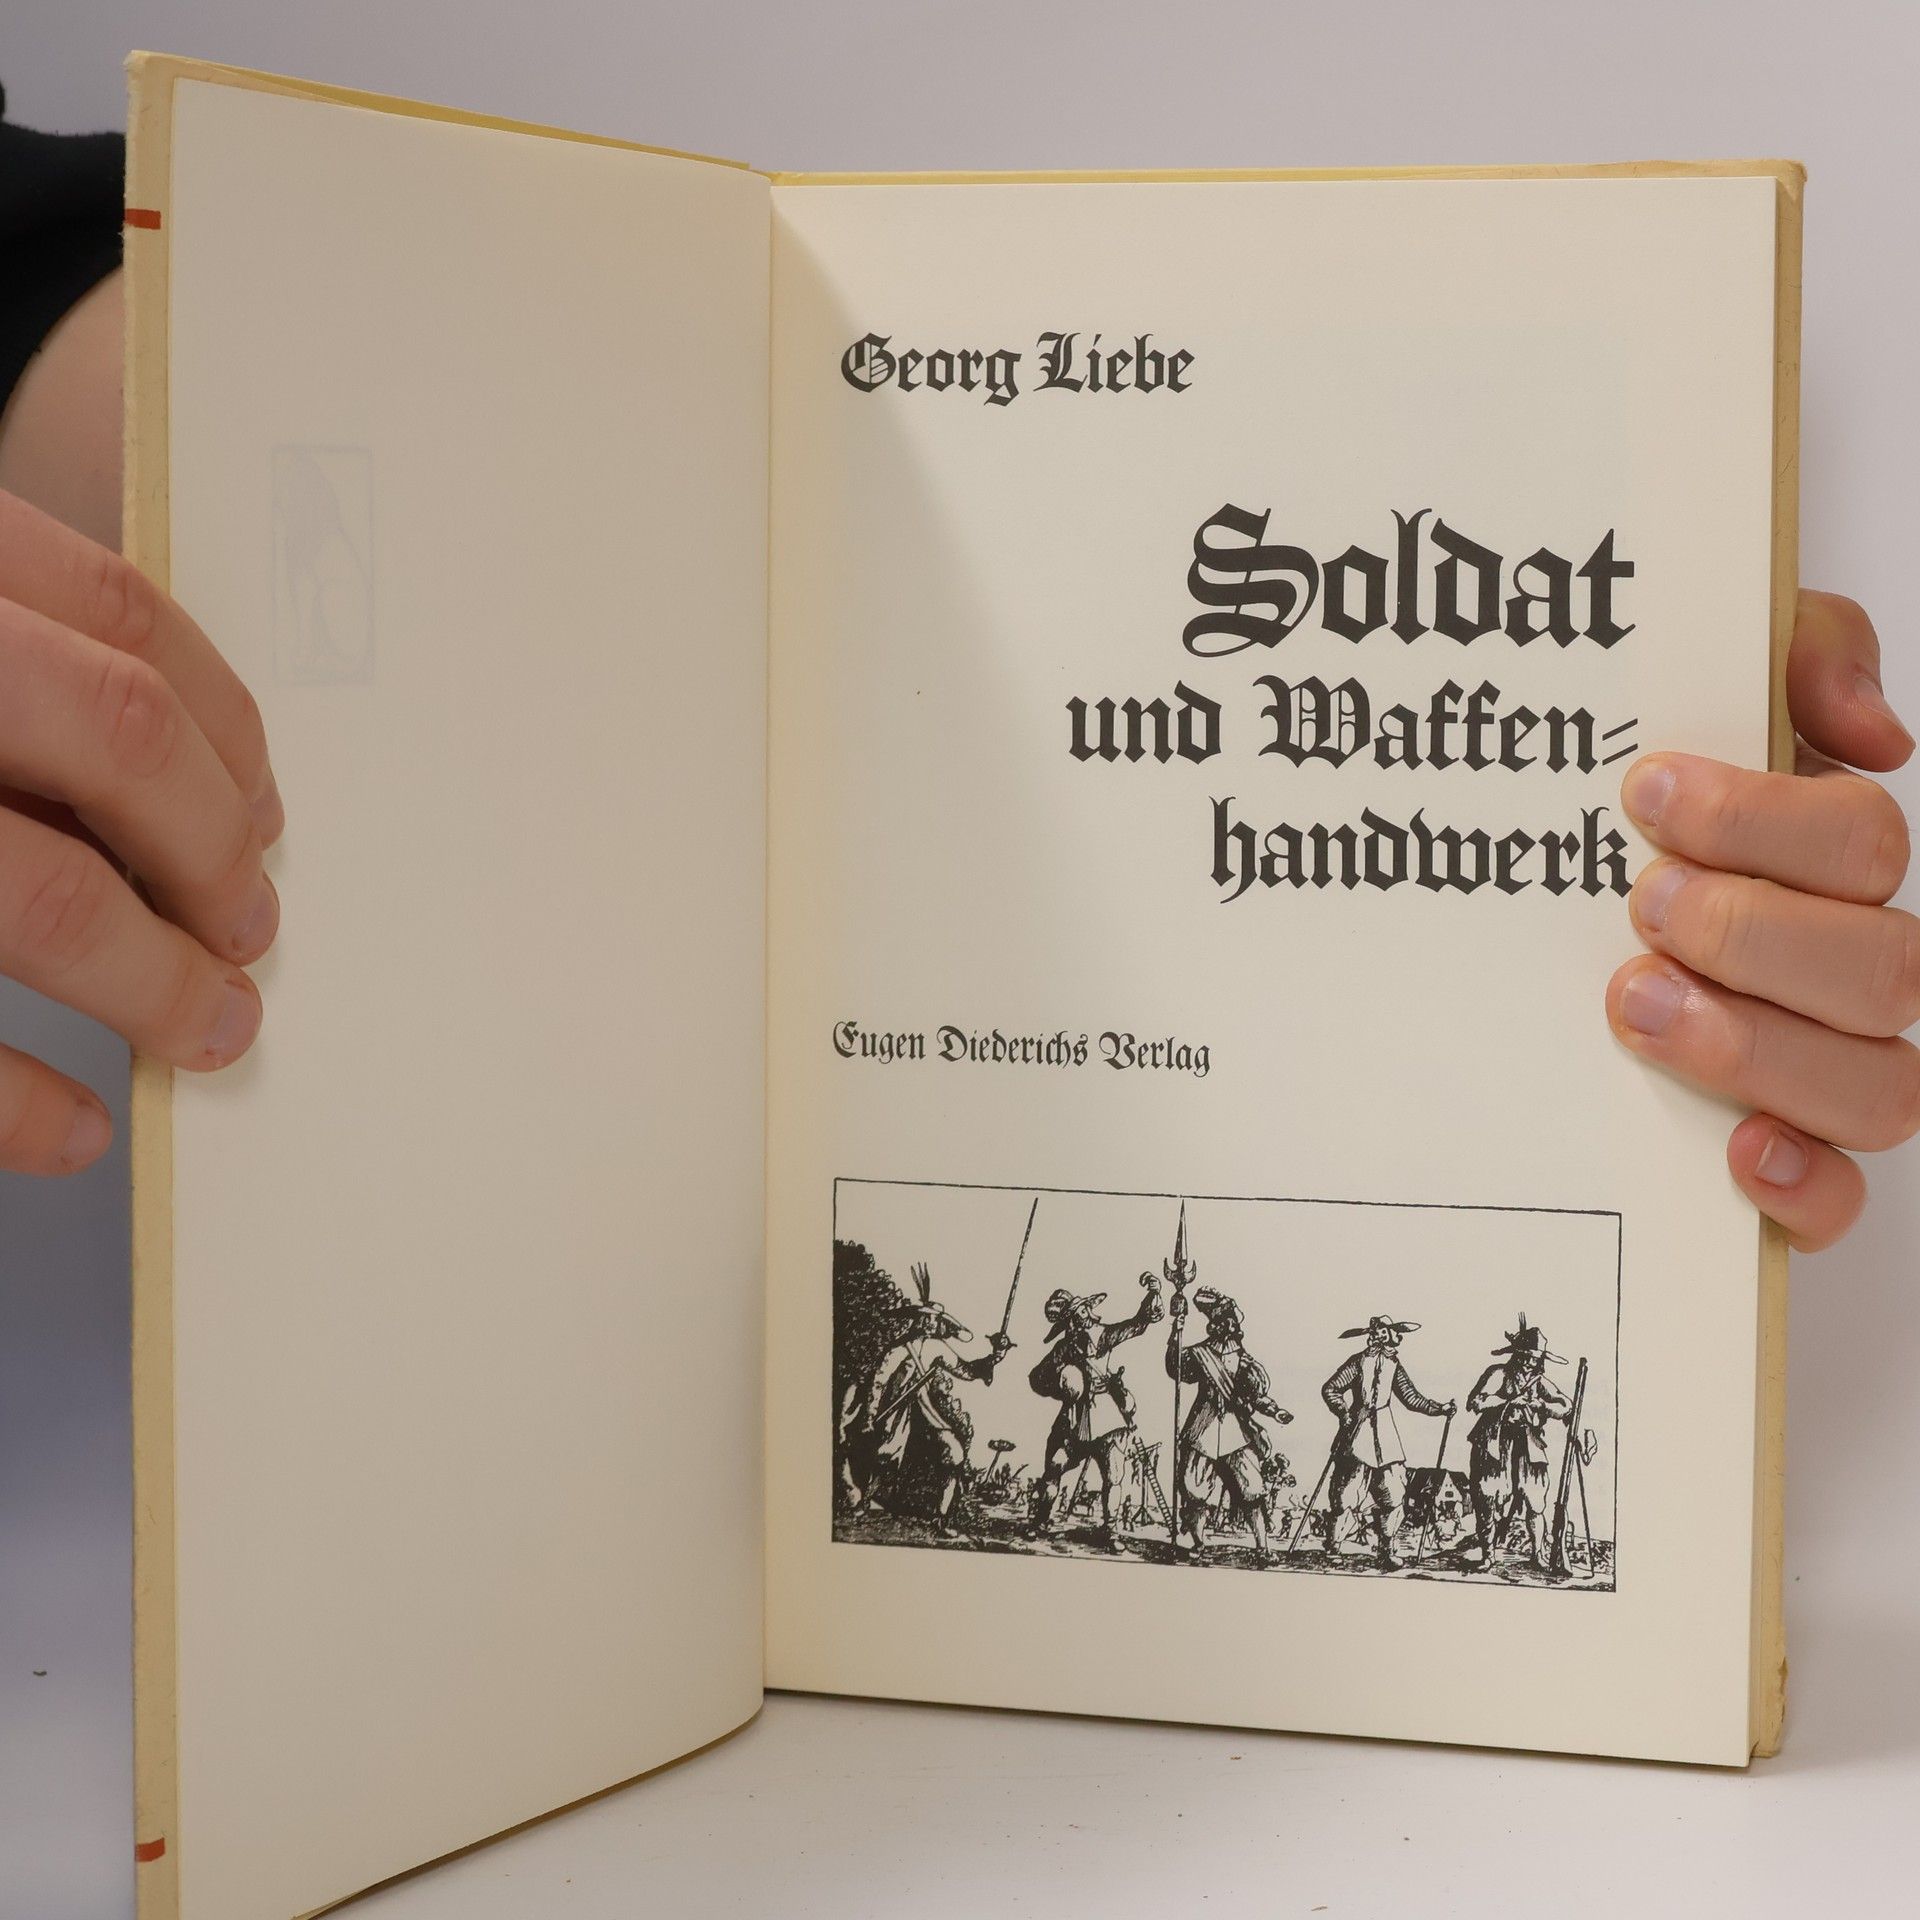 Georg Liebe
Soldat
und Waffen=
handwerk
Eugen Diederichs Verlag